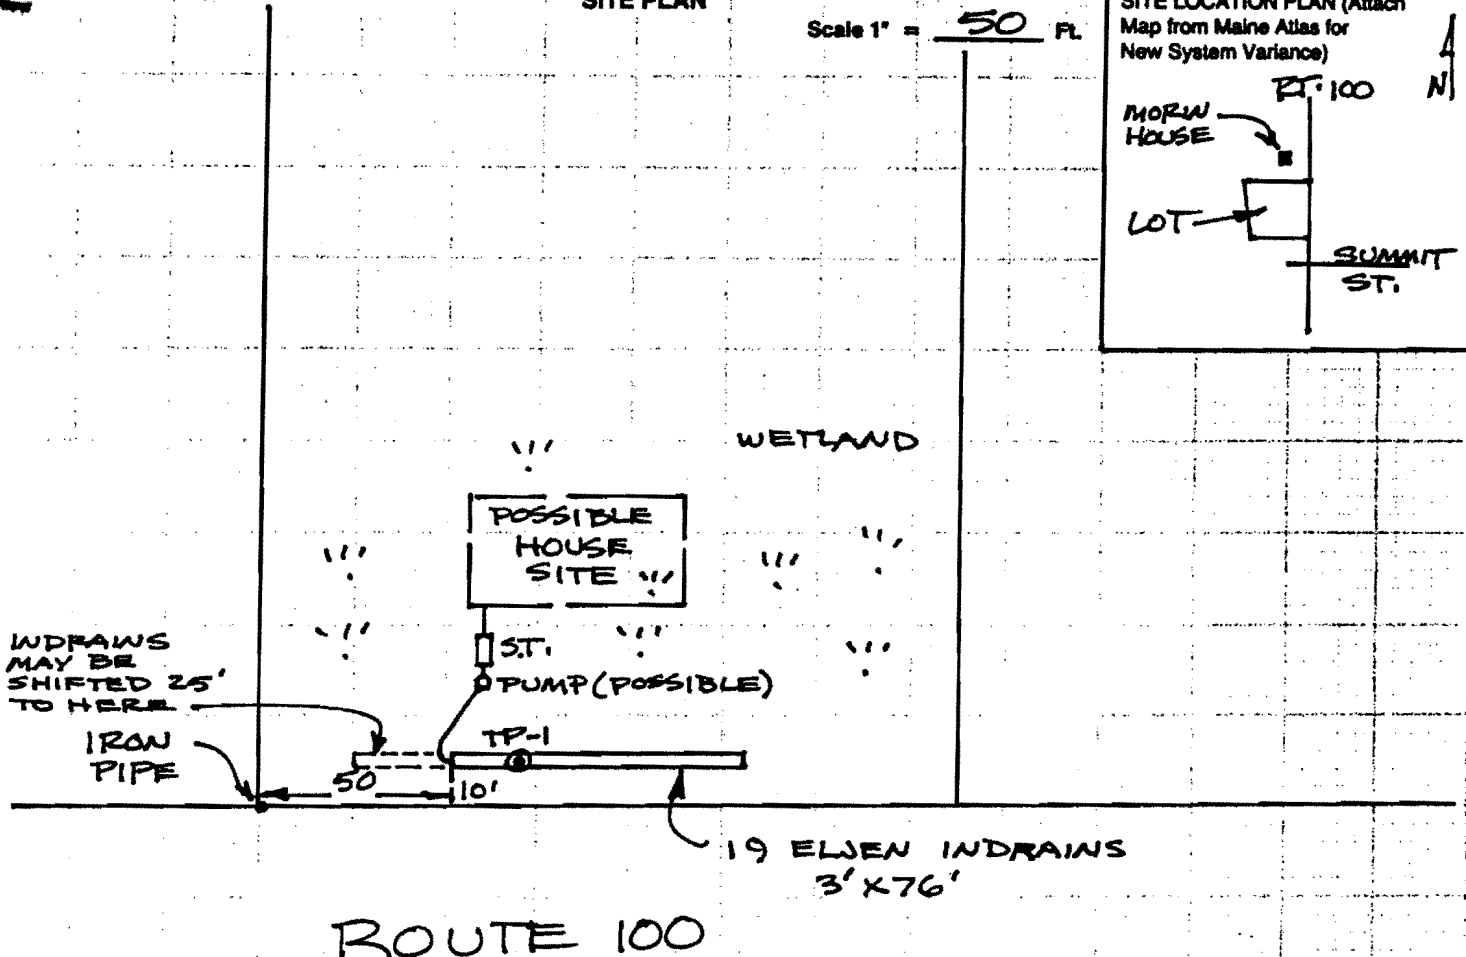 SITE PLAN
Scale 1" = 50 Ft.
SITE LOCATION PLAN (Attach
Map from Maine Atlas for
New System Variance)
N
RT. 100
MORIN
HOUSE
LOT
SUMMIT
ST.
WETLAND
POSSIBLE
HOUSE
SITE
S.T.
PUMP (POSSIBLE)
INDRAINS
MAY BE
SHIFTED 25'
TO HERE
IRON
PIPE
TP-1
50
10'
19 ELJEN INDRAINS
3' X 76'
ROUTE 100